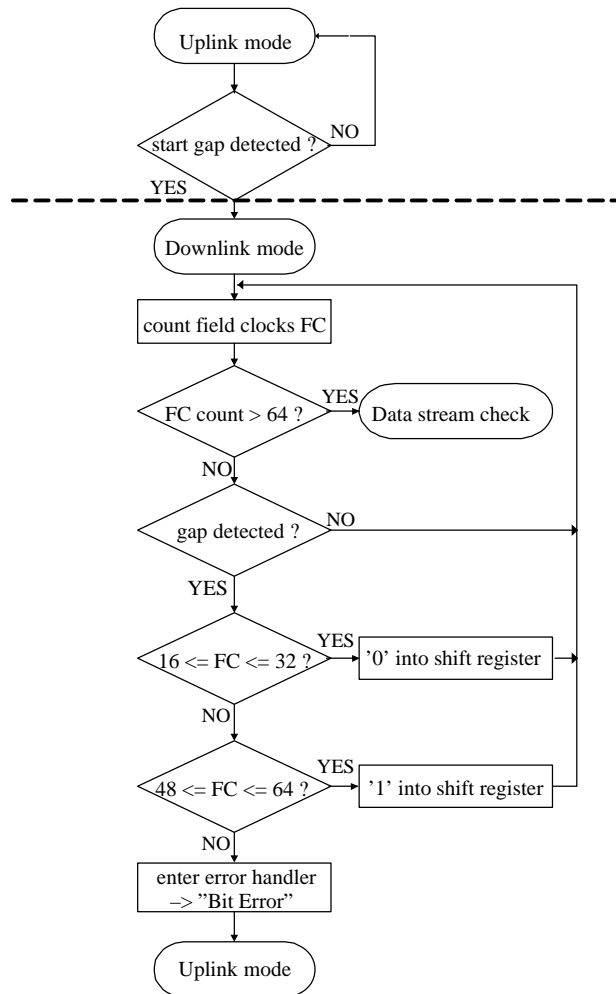 Uplink mode
start gap detected ?
NO
YES
Downlink mode
count field clocks FC
FC count > 64 ?
YES
Data stream check
NO
gap detected ?
NO
YES
16 <= FC <= 32 ?
YES
’0’ into shift register
NO
48 <= FC <= 64 ?
YES
’1’ into shift register
NO
enter error handler
–> ”Bit Error”
Uplink mode